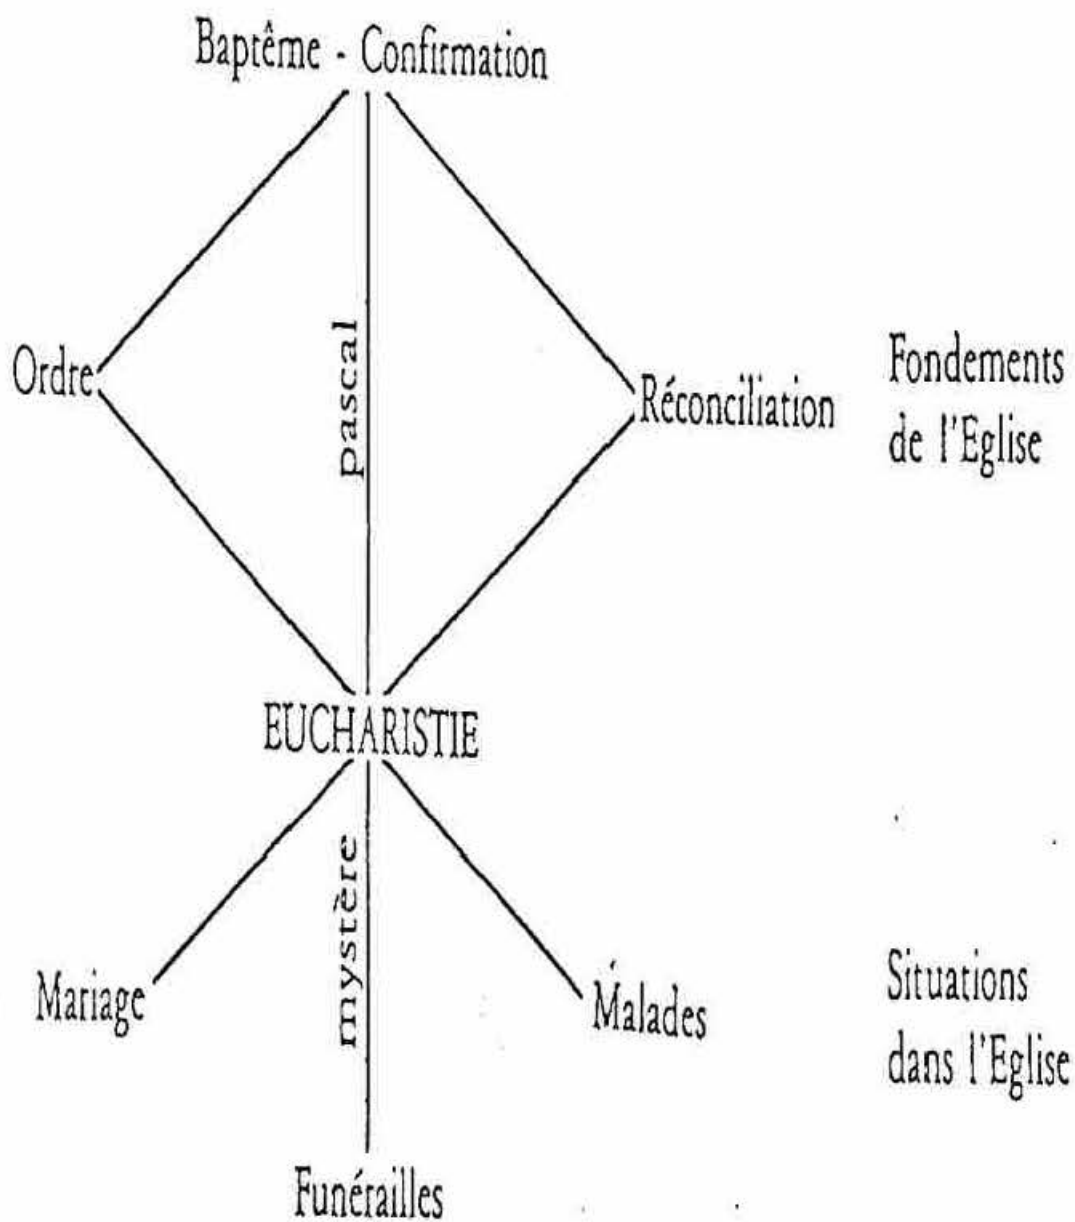 Baptême - Confirmation
Ordre
pascal
Réconciliation
Fondements
de l'Eglise
EUCHARISTIE
mystère
Mariage
Malades
Situations
dans l'Eglise
Funérailles